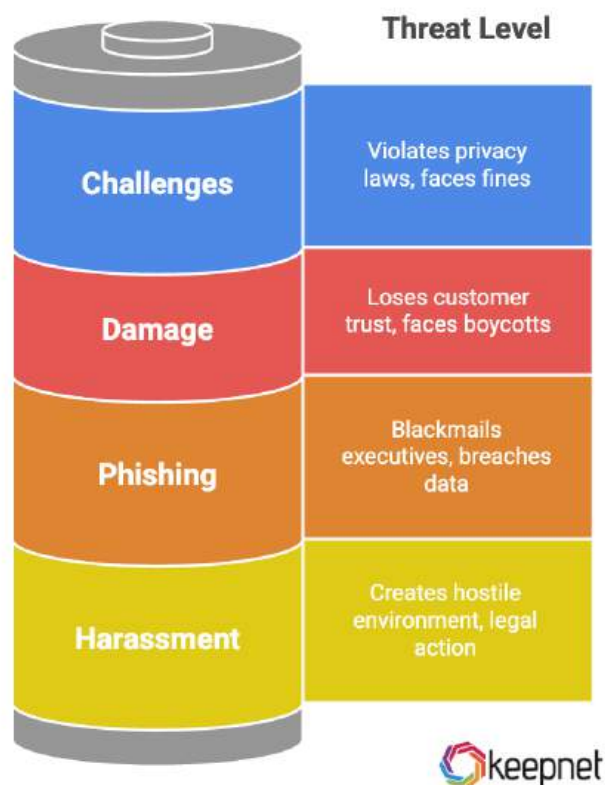 Threat Level
Challenges
Violates privacy
laws, faces fines
Damage
Loses customer
trust, faces boycotts
Phishing
Blackmails
executives, breaches
data
Harassment
Creates hostile
environment, legal
action
keepnet